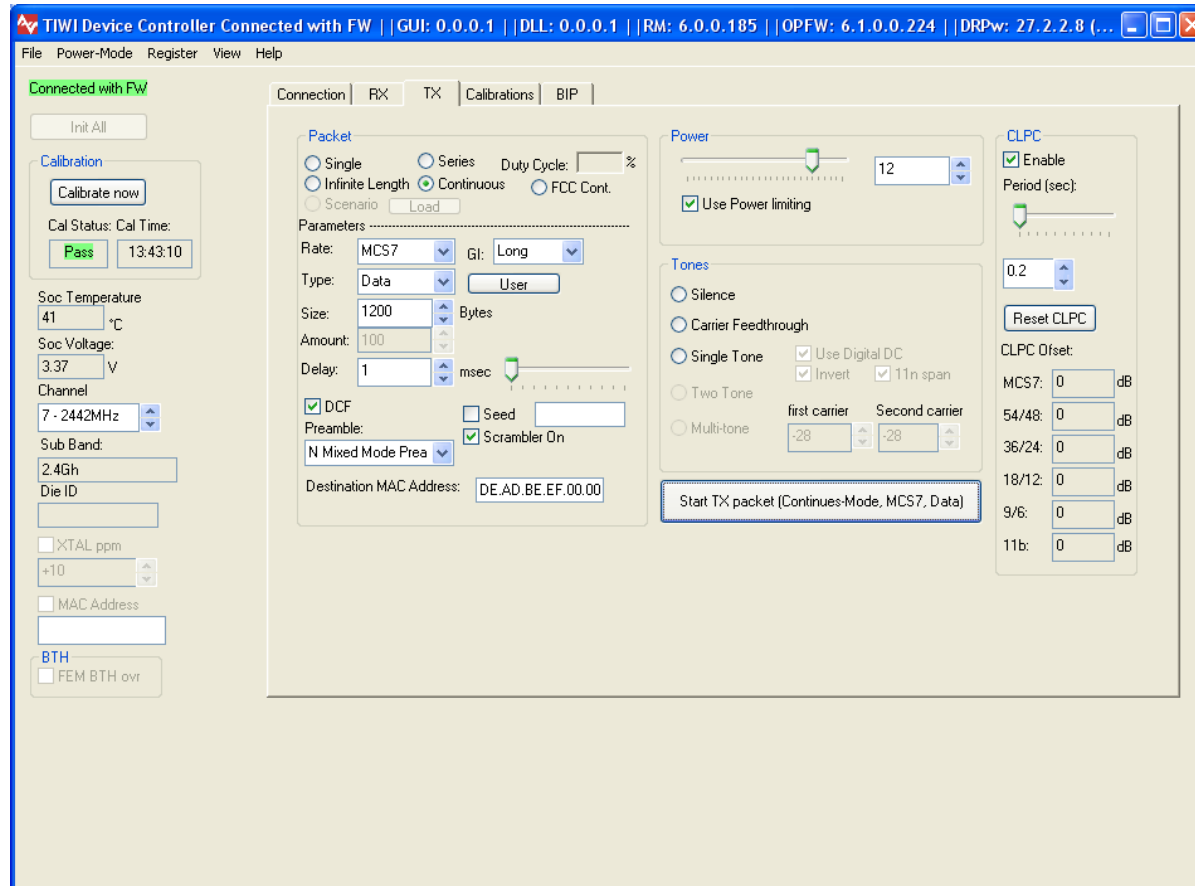 TIWI Device Controller Connected with FW ||GUI: 0.0.0.1 ||DLL: 0.0.0.1 ||RM: 6.0.0.185 ||OPFW: 6.1.0.0.224 ||DRPw: 27.2.2.8 (...
File Power-Mode Register View Help
Connected with FW
Init All
Calibration
Calibrate now
Cal Status: Cal Time:
Pass 13:43:10
Soc Temperature
41 °C
Soc Voltage:
3.37 V
Channel
7 - 2442MHz
Sub Band:
2.4Gh
Die ID
XTAL ppm
+10
MAC Address
BTH
FEM BTH ovr
Connection RX TX Calibrations BIP
Packet
Single Series Duty Cycle: %
Infinite Length Continuous FCC Cont.
Scenario Load
Parameters
Rate: MCS7 GI: Long
Type: Data User
Size: 1200 Bytes
Amount: 100
Delay: 1 msec
DCF Seed
Preamble: Scrambler On
N Mixed Mode Prea
Destination MAC Address: DE.AD.BE.EF.00.00
Power
12
Use Power limiting
Tones
Silence
Carrier Feedthrough
Single Tone Use Digital DC
Invert 11n span
Two Tone
first carrier Second carrier
Multi-tone -28 -28
Start TX packet (Continues-Mode, MCS7, Data)
CLPC
Enable
Period (sec):
0.2
Reset CLPC
CLPC Ofset:
MCS7: 0 dB
54/48: 0 dB
36/24: 0 dB
18/12: 0 dB
9/6: 0 dB
11b: 0 dB